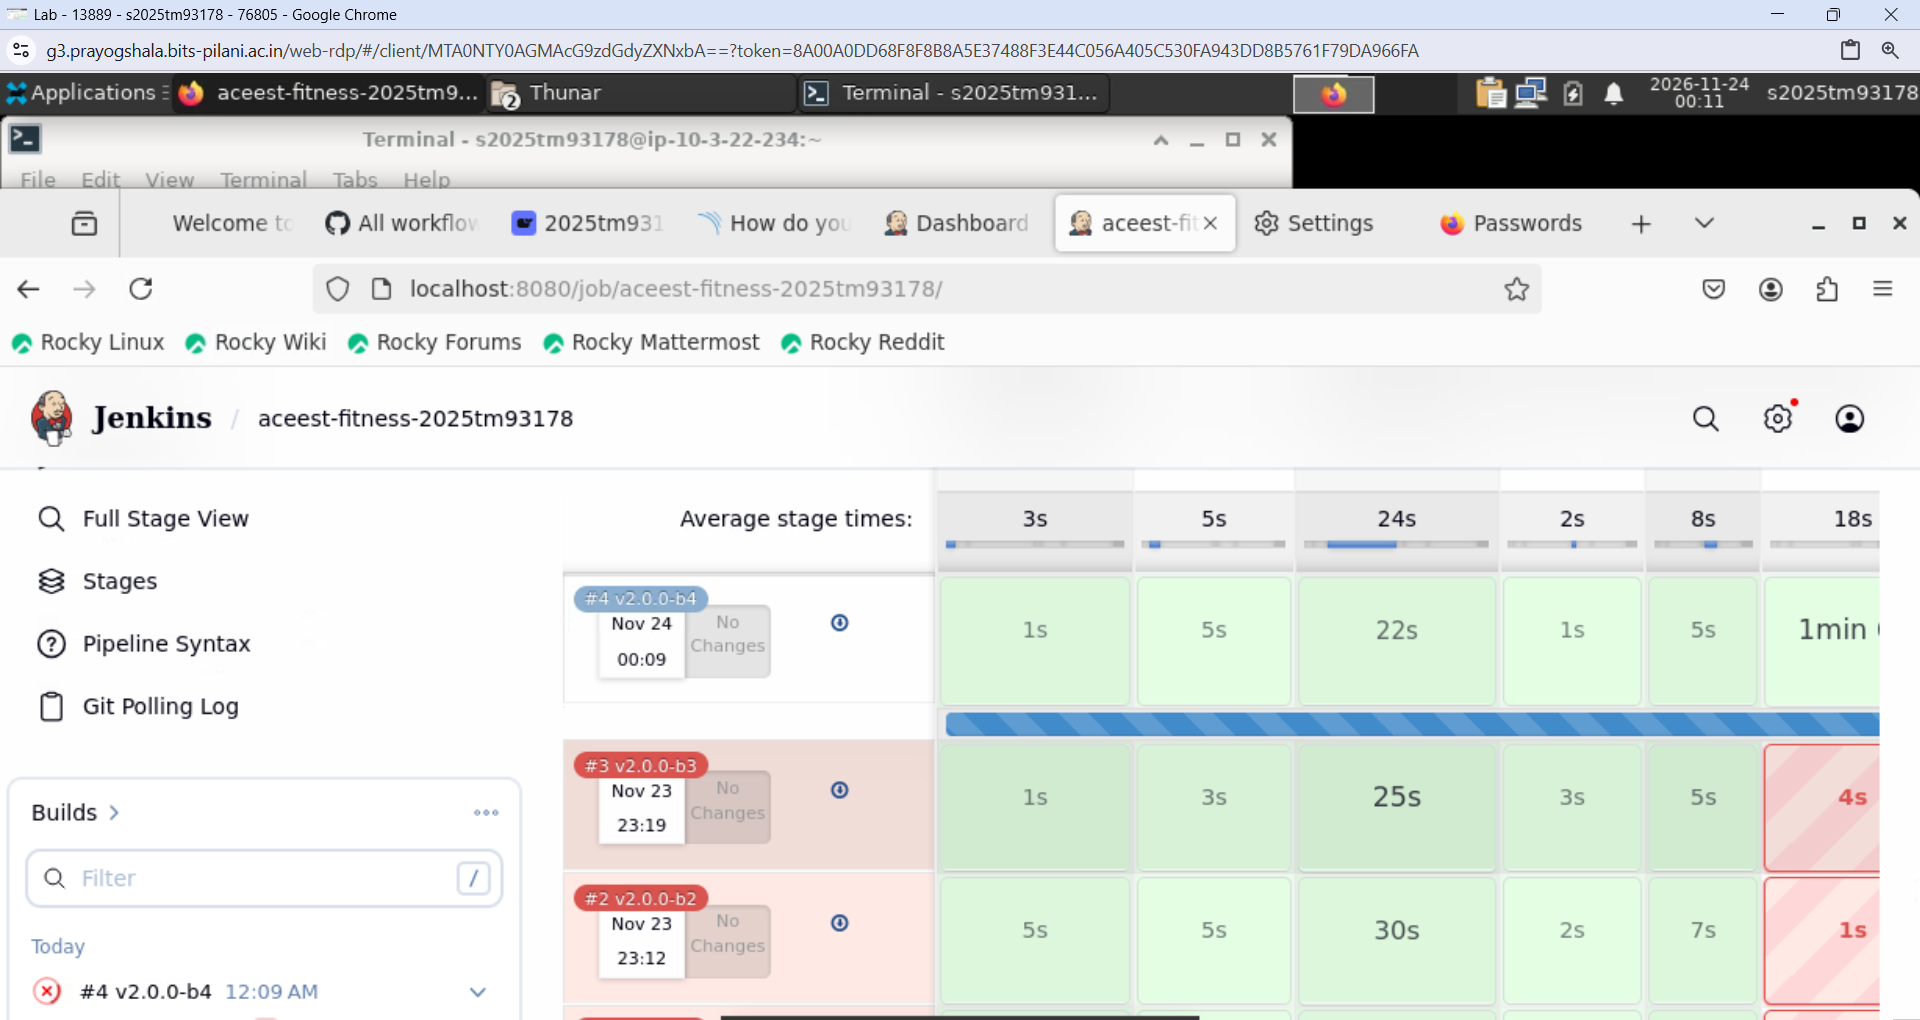 Lab - 13889 - s2025tm93178 - 76805 - Google Chrome
g3.prayogshala.bits-pilani.ac.in/web-rdp/#/client/MTA0NTY0AGMAcG9zdGdyZXNxbA==?token=8A00A0DD68F8F8B8A5E37488F3E44C056A405C530FA943DD8B5761F79DA966FA
Applications aceest-fitness-2025tm9... 2 Thunar Terminal - s2025tm931... 2026-11-24 00:11 s2025tm93178
Terminal - s2025tm93178@ip-10-3-22-234:~
File Edit View Terminal Tabs Help
Welcome to All workflow 2025tm931 How do you Dashboard aceest-fit Settings Passwords
localhost:8080/job/aceest-fitness-2025tm93178/
Rocky Linux Rocky Wiki Rocky Forums Rocky Mattermost Rocky Reddit
Jenkins / aceest-fitness-2025tm93178
Full Stage View
Stages
Pipeline Syntax
Git Polling Log
Builds
Filter /
Today
#4 v2.0.0-b4 12:09 AM
Average stage times: 3s 5s 24s 2s 8s 18s
#4 v2.0.0-b4
Nov 24 00:09 No Changes 1s 5s 22s 1s 5s 1min
#3 v2.0.0-b3
Nov 23 23:19 No Changes 1s 3s 25s 3s 5s 4s
#2 v2.0.0-b2
Nov 23 23:12 No Changes 5s 5s 30s 2s 7s 1s